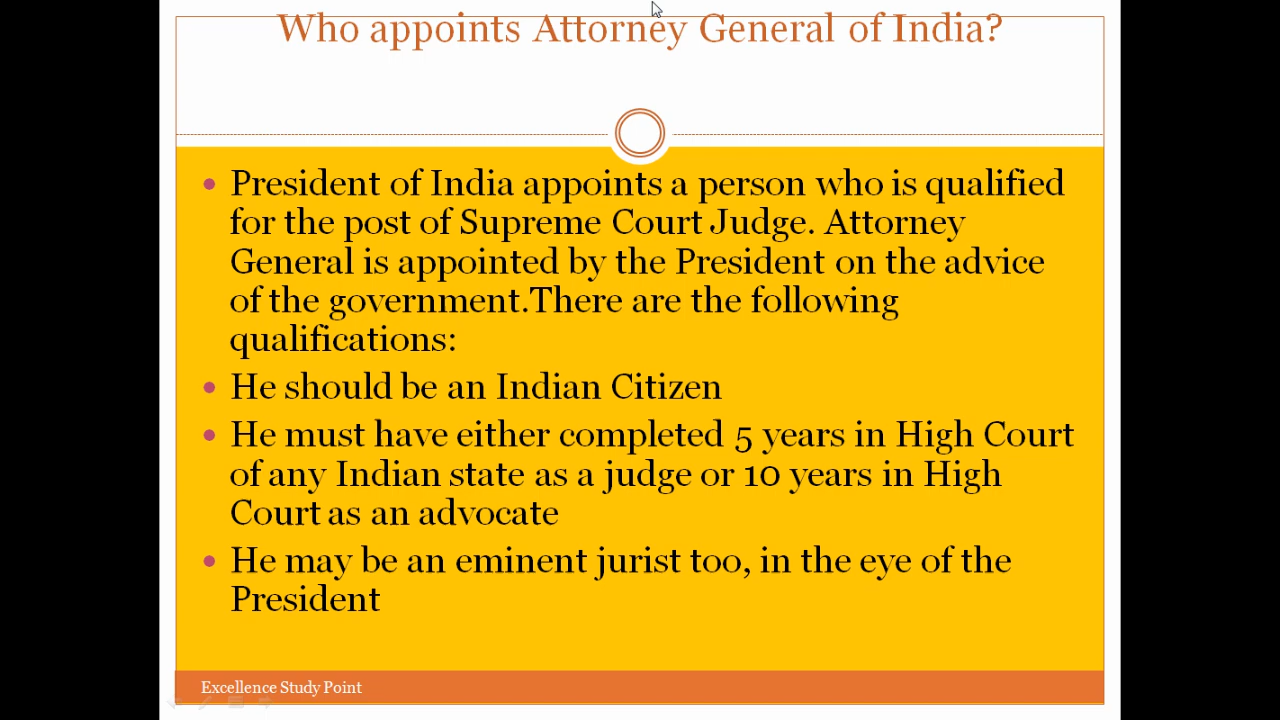 Who appoints Attorney General of India?
President of India appoints a person who is qualified
for the post of Supreme Court Judge. Attorney
General is appointed by the President on the advice
of the government.There are the following
qualifications:
He should be an Indian Citizen
He must have either completed 5 years in High Court
of any Indian state as a judge or 10 years in High
Court as an advocate
He may be an eminent jurist too, in the eye of the
President
Excellence Study Point